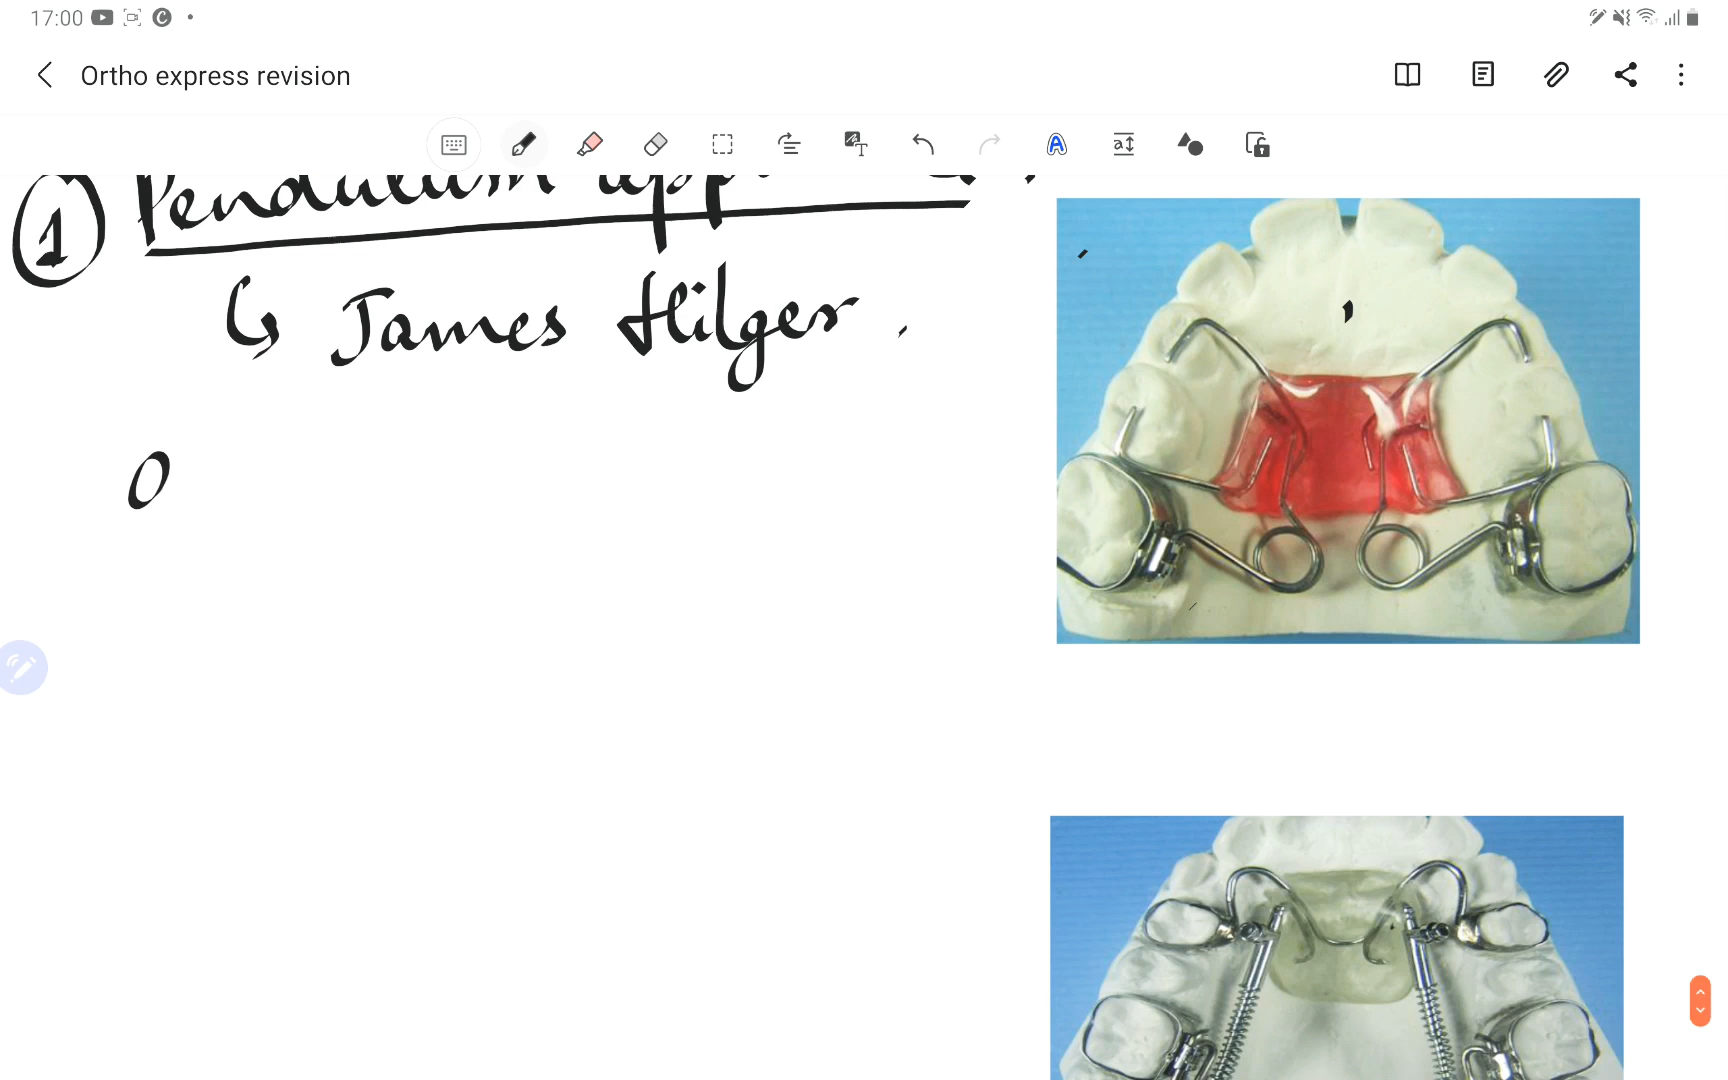 17:00
Ortho express revision
① Pendulum
↳ James Hilger.
O